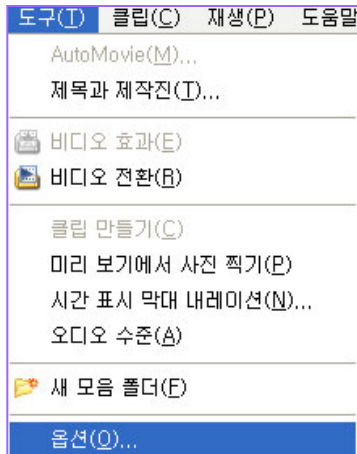 도구(T) 클립(C) 재생(P) 도움말
AutoMovie(M)...
제목과 제작진(T)...
비디오 효과(E)
비디오 전환(R)
클립 만들기(C)
미리 보기에서 사진 찍기(P)
시간 표시 막대 내레이션(N)...
오디오 수준(A)
새 모음 폴더(F)
옵션(O)...